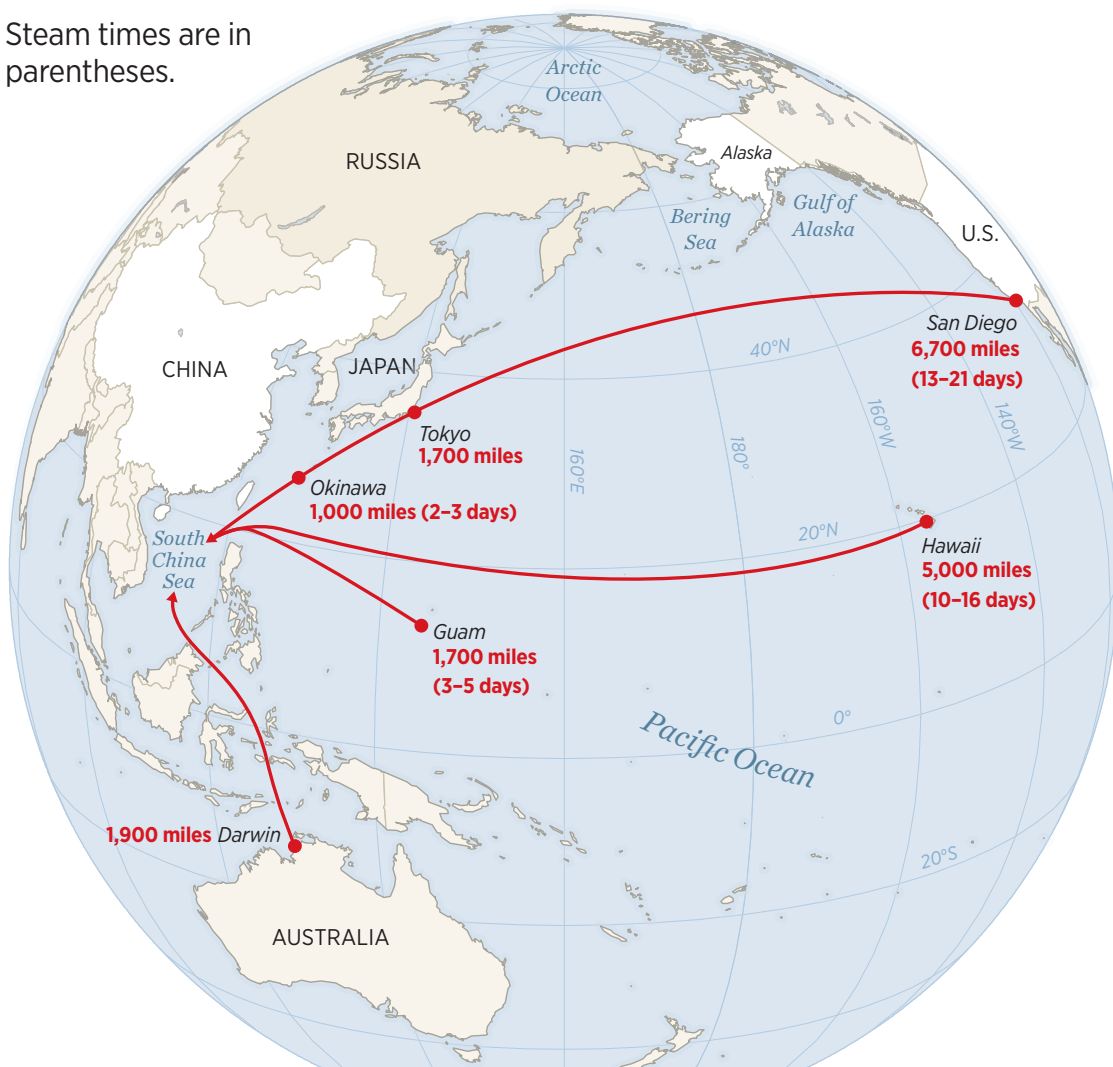 Steam times are in
parentheses.
Arctic
Ocean
RUSSIA
Alaska
Bering
Sea
Gulf of
Alaska
U.S.
San Diego
6,700 miles
(13–21 days)
40°N
CHINA
JAPAN
Tokyo
1,700 miles
160°E
180°
160°W
140°W
Okinawa
1,000 miles (2–3 days)
South
China
Sea
20°N
Hawaii
5,000 miles
(10–16 days)
Guam
1,700 miles
(3–5 days)
0°
Pacific Ocean
1,900 miles Darwin
20°S
AUSTRALIA